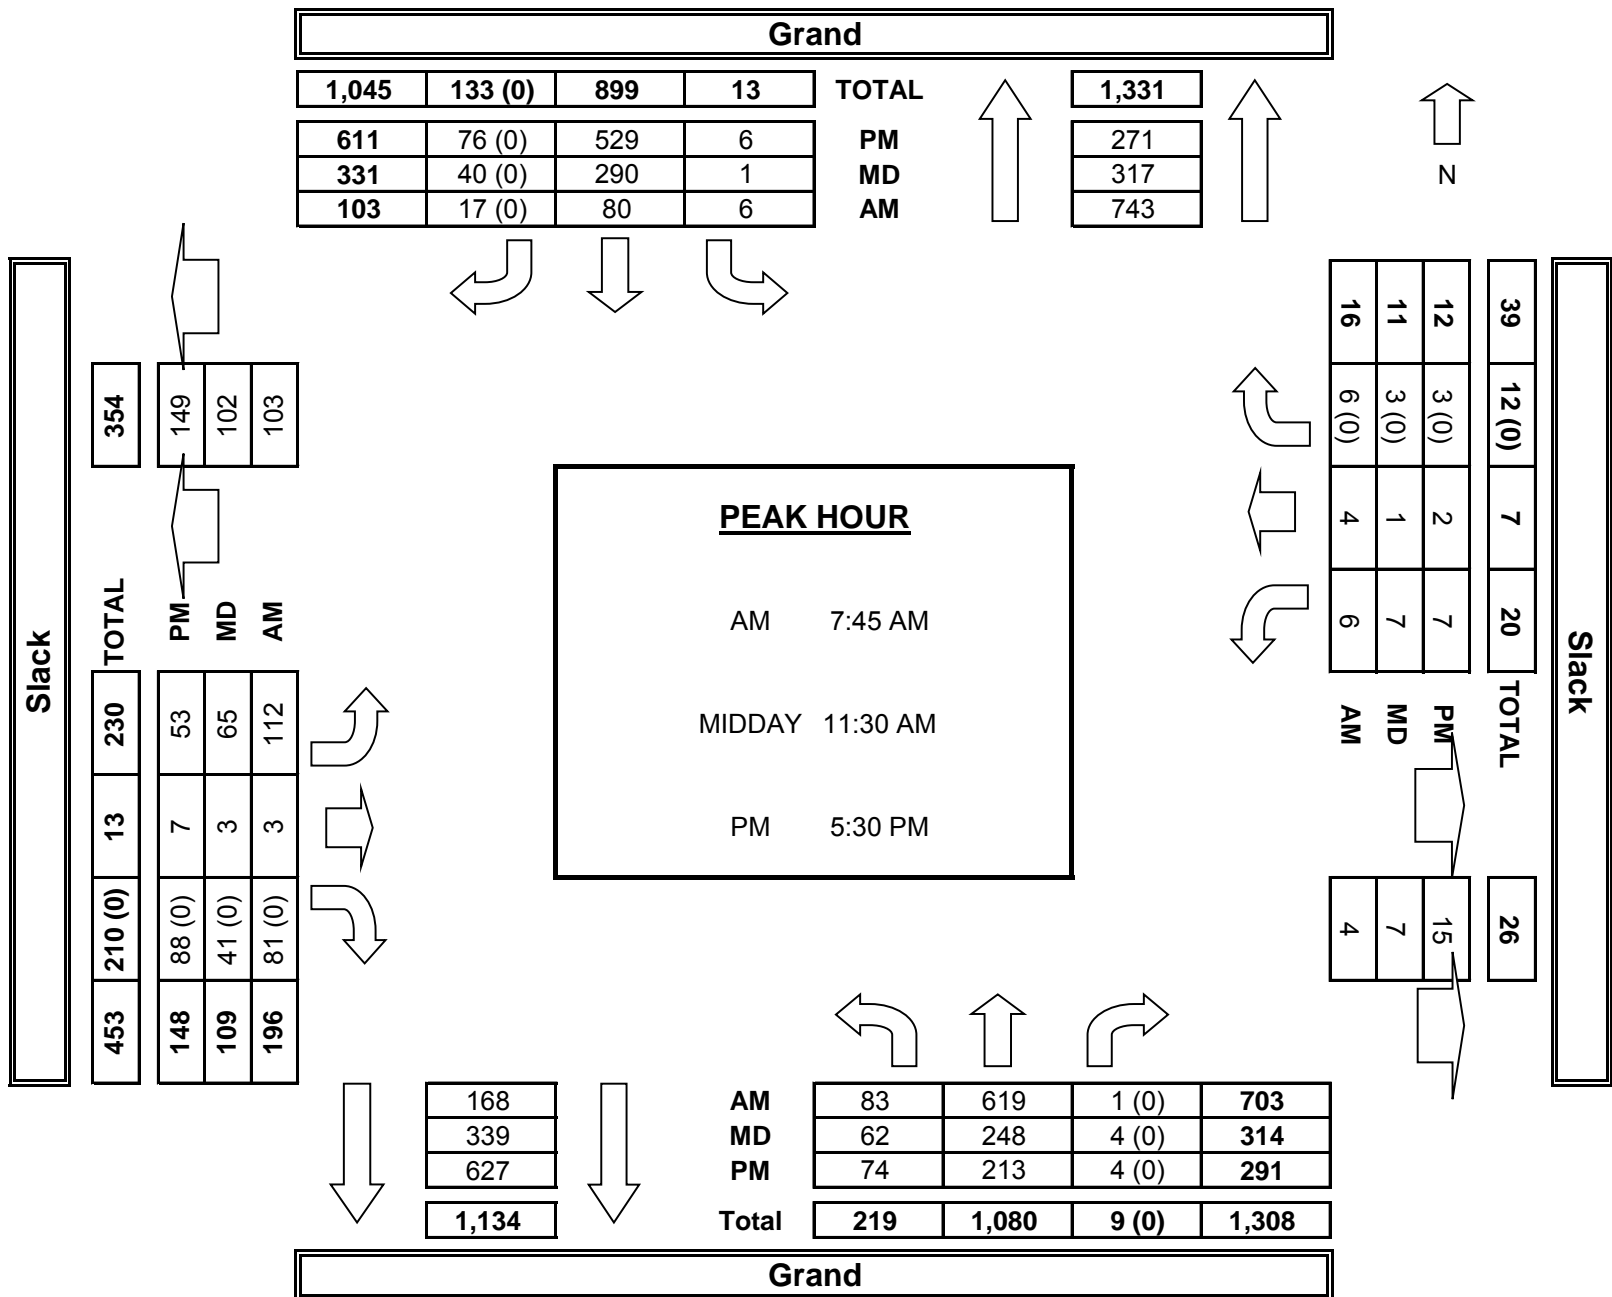 Grand
1,045 133 (0) 899 13 TOTAL 1,331
611 76 (0) 529 6 PM 271
331 40 (0) 290 1 MD 317
103 17 (0) 80 6 AM 743
N
Slack
354 149 102 103
TOTAL PM MD AM
230 53 65 112
13 7 3 3
210 (0) 88 (0) 41 (0) 81 (0)
453 148 109 196
PEAK HOUR
AM 7:45 AM
MIDDAY 11:30 AM
PM 5:30 PM
16 11 12 39
6 (0) 3 (0) 3 (0) 12 (0)
4 1 2 7
6 7 7 20
AM MD PM TOTAL
4 7 15 26
Slack
168 AM 83 619 1 (0) 703
339 MD 62 248 4 (0) 314
627 PM 74 213 4 (0) 291
1,134 Total 219 1,080 9 (0) 1,308
Grand